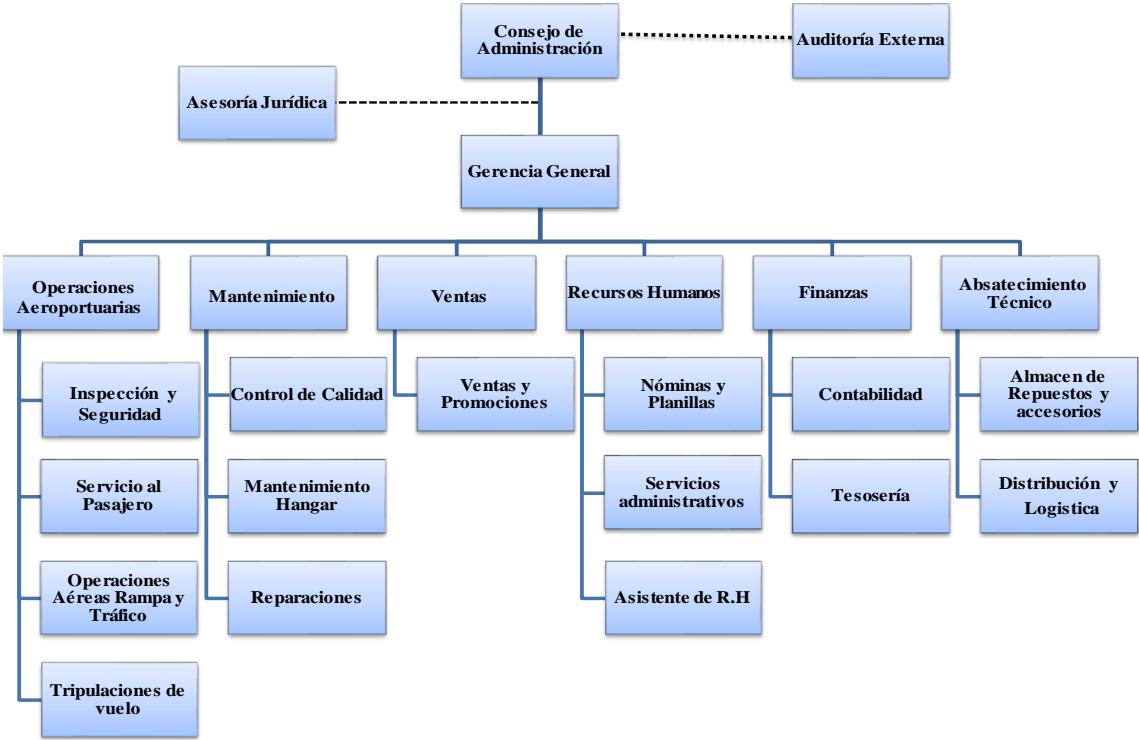 Consejo de
Administración
Auditoría Externa
Asesoría Jurídica
Gerencia General
Operaciones
Aeroportuarias
Mantenimiento
Ventas
Recursos Humanos
Finanzas
Absatecimiento
Técnico
Inspección y
Seguridad
Control de Calidad
Ventas y
Promociones
Nóminas y
Planillas
Contabilidad
Almacen de
Repuestos y
accesorios
Servicio al
Pasajero
Mantenimiento
Hangar
Servicios
administrativos
Tesosería
Distribución y
Logistica
Operaciones
Aéreas Rampa y
Tráfico
Reparaciones
Asistente de R.H
Tripulaciones de
vuelo